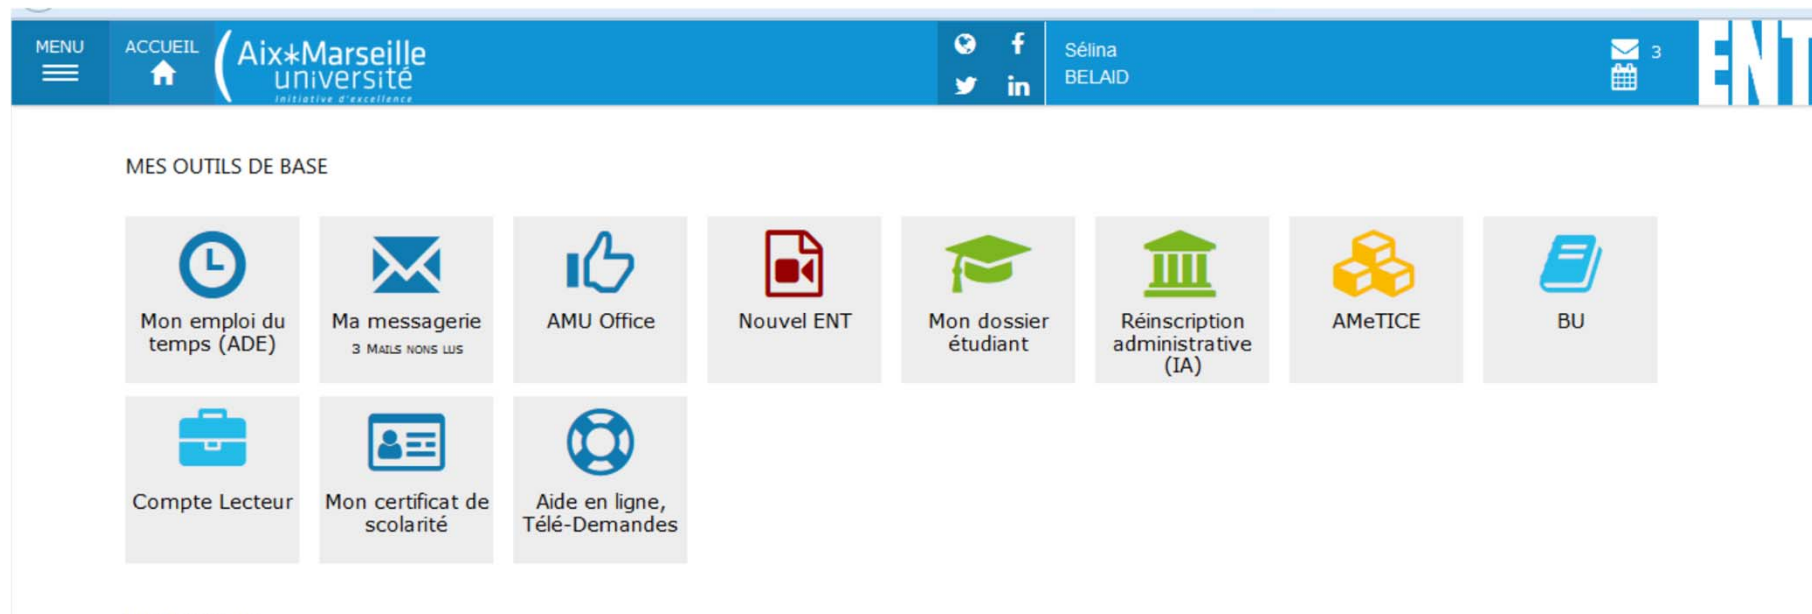 MENU
ACCUEIL
Aix*Marseille
université
Initiative d'excellence
Sélina
BELAID
3
ENT
MES OUTILS DE BASE
Mon emploi du
temps (ADE)
Ma messagerie
3 MAILS NONS LUS
AMU Office
Nouvel ENT
Mon dossier
étudiant
Réinscription
administrative
(IA)
AMeTICE
BU
Compte Lecteur
Mon certificat de
scolarité
Aide en ligne,
Télé-Demandes